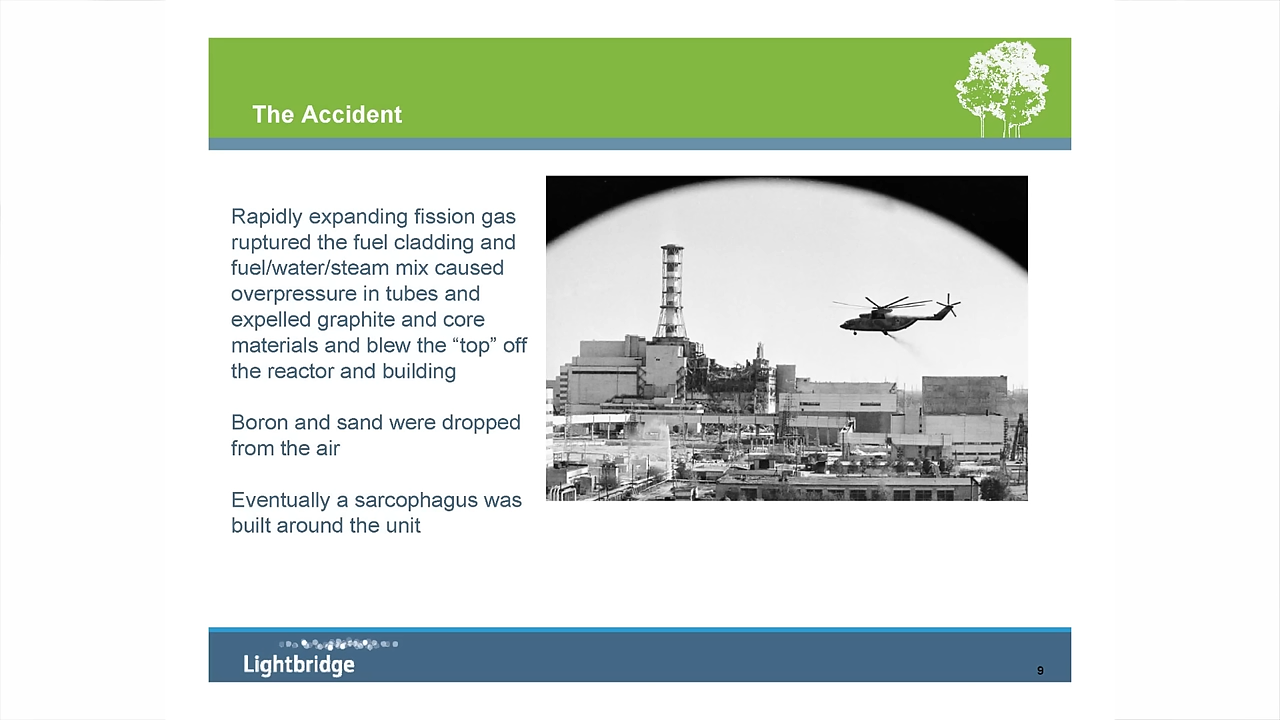 The Accident
Rapidly expanding fission gas
ruptured the fuel cladding and
fuel/water/steam mix caused
overpressure in tubes and
expelled graphite and core
materials and blew the “top” off
the reactor and building
Boron and sand were dropped
from the air
Eventually a sarcophagus was
built around the unit
Lightbridge
9